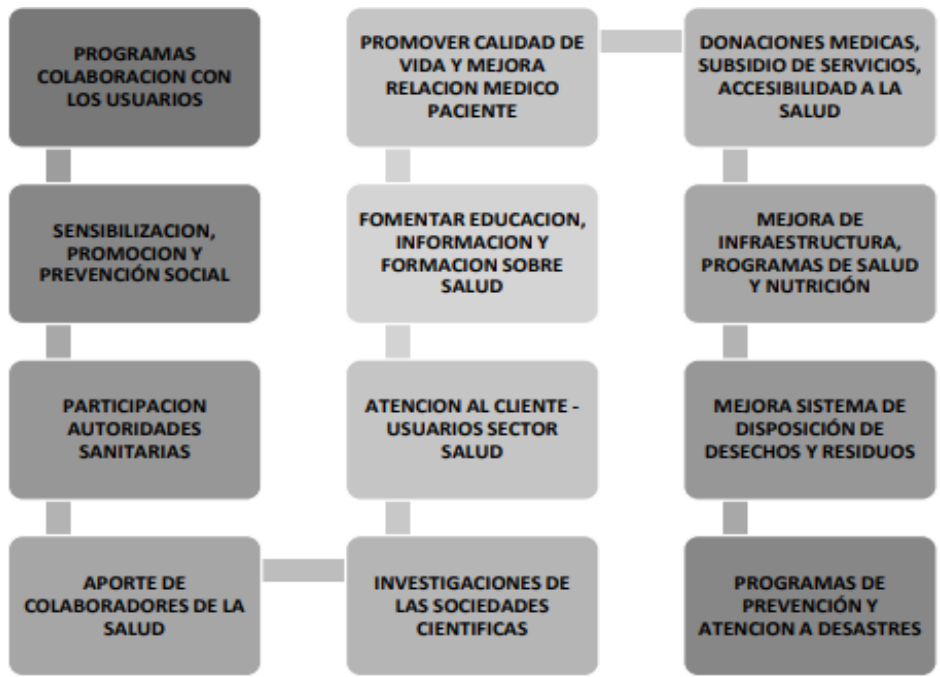 PROGRAMAS
COLABORACION CON
LOS USUARIOS
SENSIBILIZACION,
PROMOCION Y
PREVENCIÓN SOCIAL
PARTICIPACION
AUTORIDADES
SANITARIAS
APORTE DE
COLABORADORES DE LA
SALUD
INVESTIGACIONES DE
LAS SOCIEDADES
CIENTIFICAS
ATENCION AL CLIENTE -
USUARIOS SECTOR
SALUD
FOMENTAR EDUCACION,
INFORMACION Y
FORMACION SOBRE
SALUD
PROMOVER CALIDAD DE
VIDA Y MEJORA
RELACION MEDICO
PACIENTE
DONACIONES MEDICAS,
SUBSIDIO DE SERVICIOS,
ACCESIBILIDAD A LA
SALUD
MEJORA DE
INFRAESTRUCTURA,
PROGRAMAS DE SALUD
Y NUTRICIÓN
MEJORA SISTEMA DE
DISPOSICIÓN DE
DESECHOS Y RESIDUOS
PROGRAMAS DE
PREVENCIÓN Y
ATENCION A DESASTRES